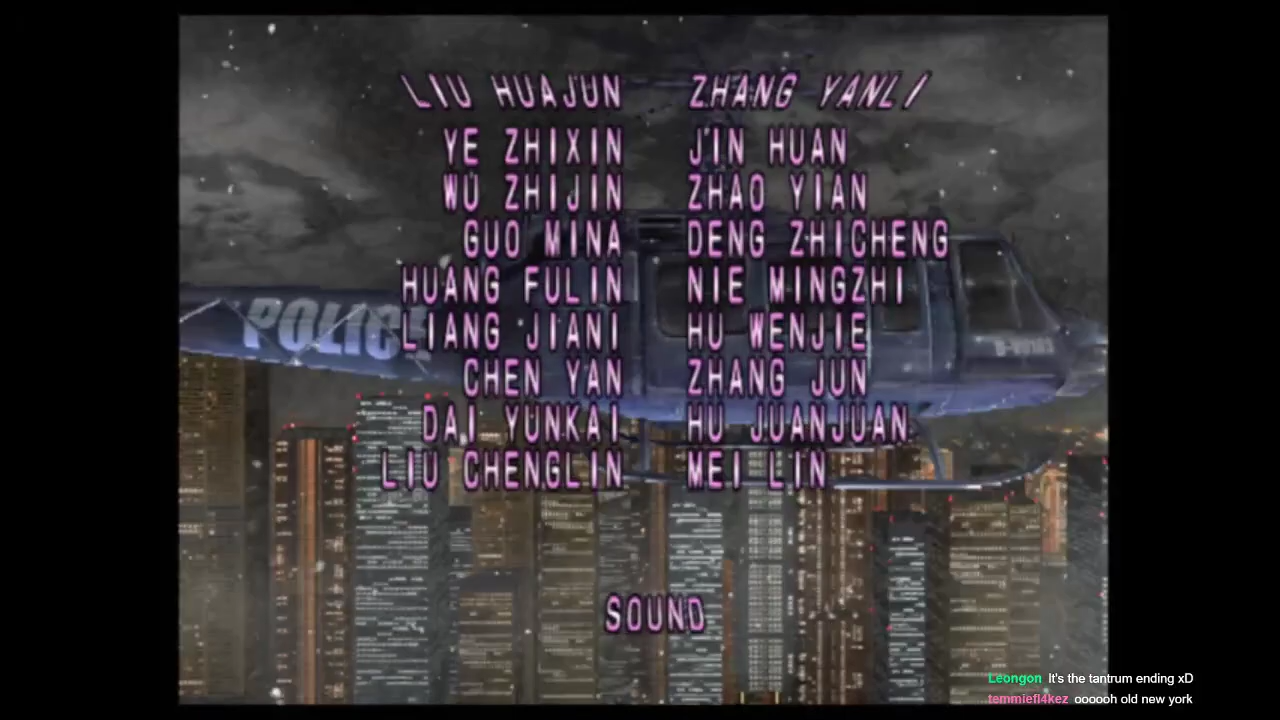 LIU HUAJUN ZHANG YANLI
YE ZHIXIN JIN HUAN
WU ZHIJIN ZHAO YIAN
GUO MINA DENG ZHICHENG
HUANG FULIN NIE MINGZHI
POLICE
LIANG JIANI HU WENJIE
CHEN YAN ZHANG JUN
DAI YUNKAI HU JUANJUAN
LIU CHENGLIN MEI LIN
SOUND
Leongon It's the tantrum ending xD
temmiefl4kez oooooh old new york